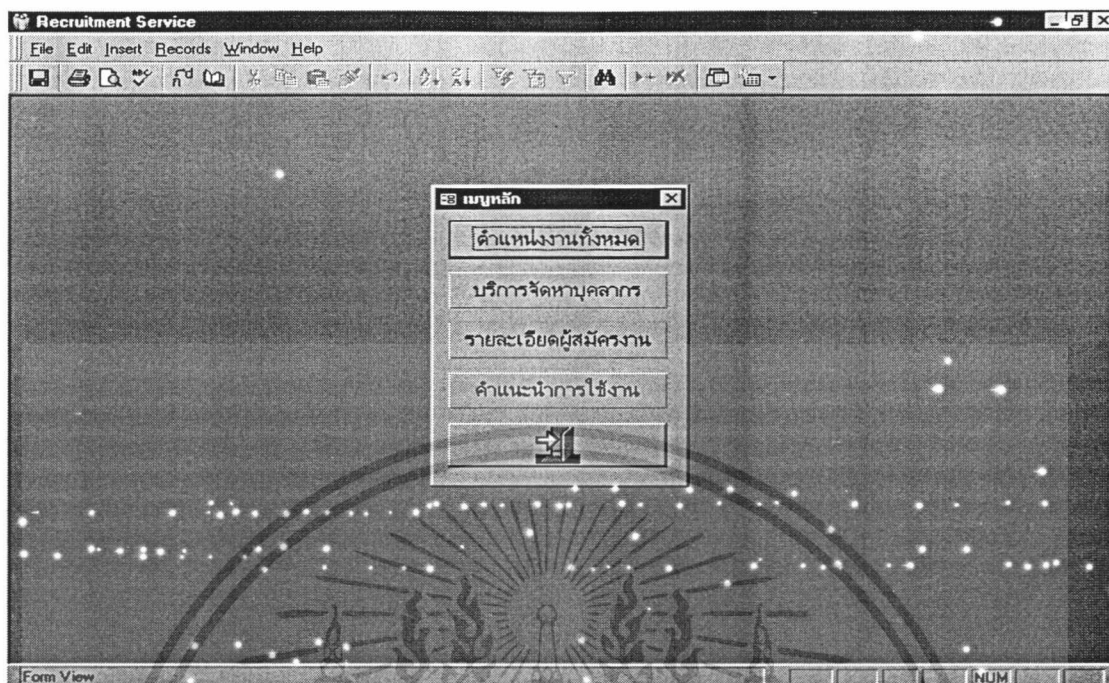 Recruitment Service
File Edit Insert Records Window Help
เมนูหลัก
ตำแหน่งงานทั้งหมด
บริการจัดหาบุคลากร
รายละเอียดผู้สมัครงาน
คำแนะนำการใช้งาน
Form View
NUM